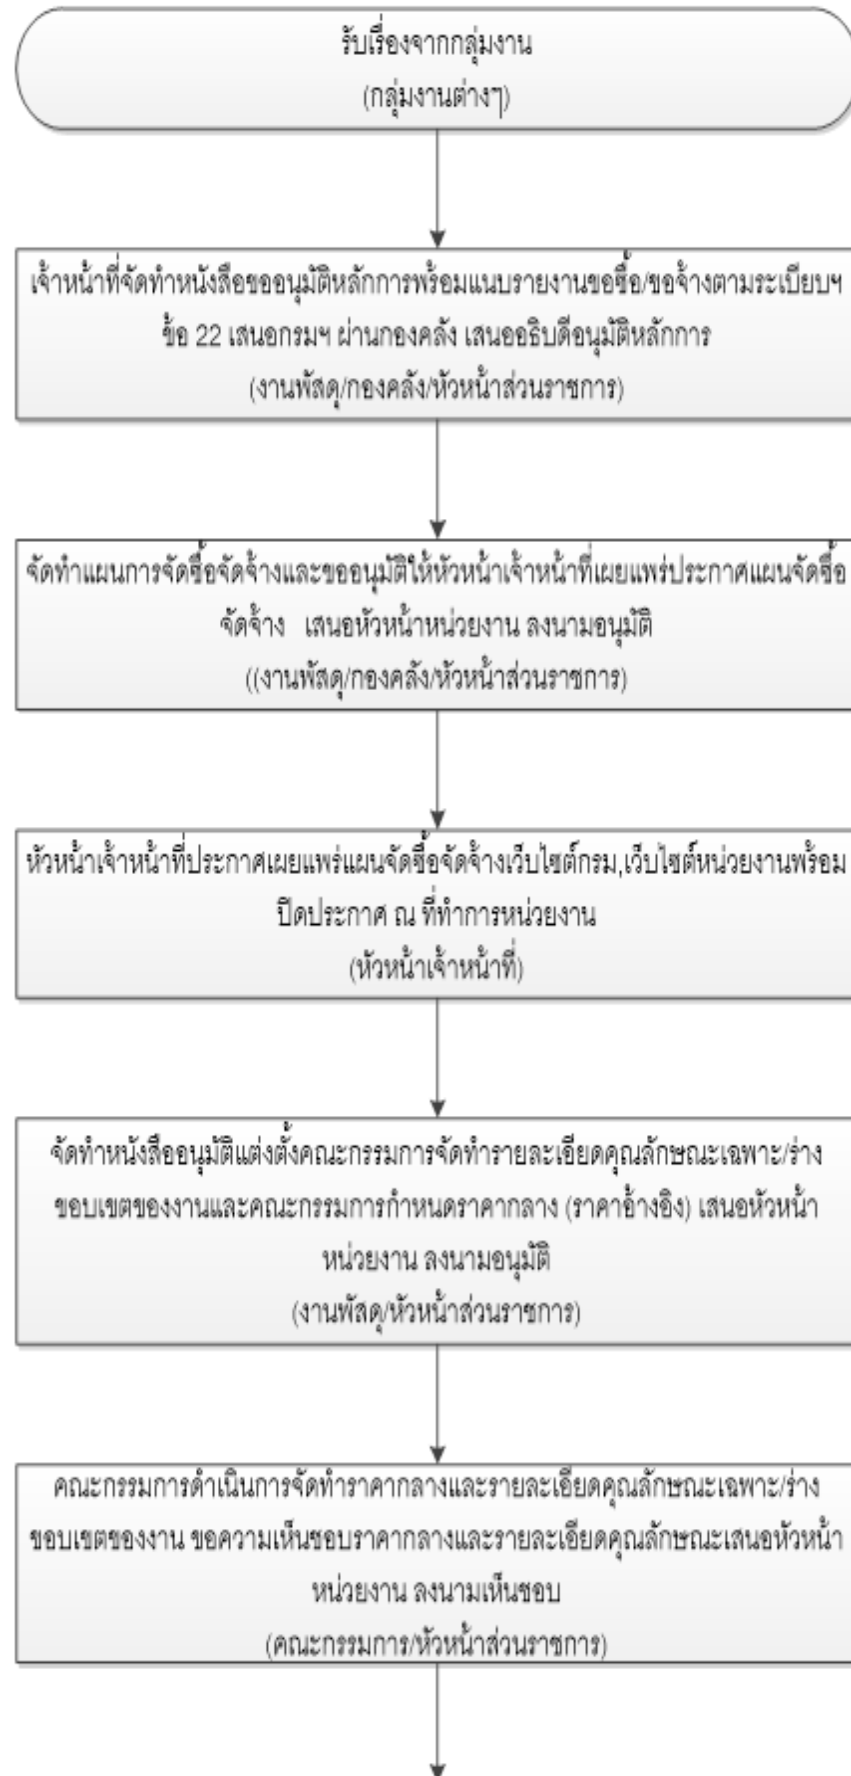 รับเรื่องจากกลุ่มงาน
(กลุ่มงานต่างๆ)
เจ้าหน้าที่จัดทำหนังสือขออนุมัติหลักการพร้อมแนบรายงานขอซื้อ/ขอจ้างตามระเบียบฯ
ข้อ 22 เสนอกรมฯ ผ่านกองคลัง เสนออธิบดีอนุมัติหลักการ
(งานพัสดุ/กองคลัง/หัวหน้าส่วนราชการ)
จัดทำแผนการจัดซื้อจัดจ้างและขออนุมัติให้หัวหน้าเจ้าหน้าที่เผยแพร่ประกาศแผนจัดซื้อ
จัดจ้าง เสนอหัวหน้าหน่วยงาน ลงนามอนุมัติ
((งานพัสดุ/กองคลัง/หัวหน้าส่วนราชการ)
หัวหน้าเจ้าหน้าที่ประกาศเผยแพร่แผนจัดซื้อจัดจ้างเว็บไซต์กรม,เว็บไซต์หน่วยงานพร้อม
ปิดประกาศ ณ ที่ทำการหน่วยงาน
(หัวหน้าเจ้าหน้าที่)
จัดทำหนังสืออนุมัติแต่งตั้งคณะกรรมการจัดทำรายละเอียดคุณลักษณะเฉพาะ/ร่าง
ขอบเขตของงานและคณะกรรมการกำหนดราคากลาง (ราคาอ้างอิง) เสนอหัวหน้า
หน่วยงาน ลงนามอนุมัติ
(งานพัสดุ/หัวหน้าส่วนราชการ)
คณะกรรมการดำเนินการจัดทำราคากลางและรายละเอียดคุณลักษณะเฉพาะ/ร่าง
ขอบเขตของงาน ขอความเห็นชอบราคากลางและรายละเอียดคุณลักษณะเสนอหัวหน้า
หน่วยงาน ลงนามเห็นชอบ
(คณะกรรมการ/หัวหน้าส่วนราชการ)